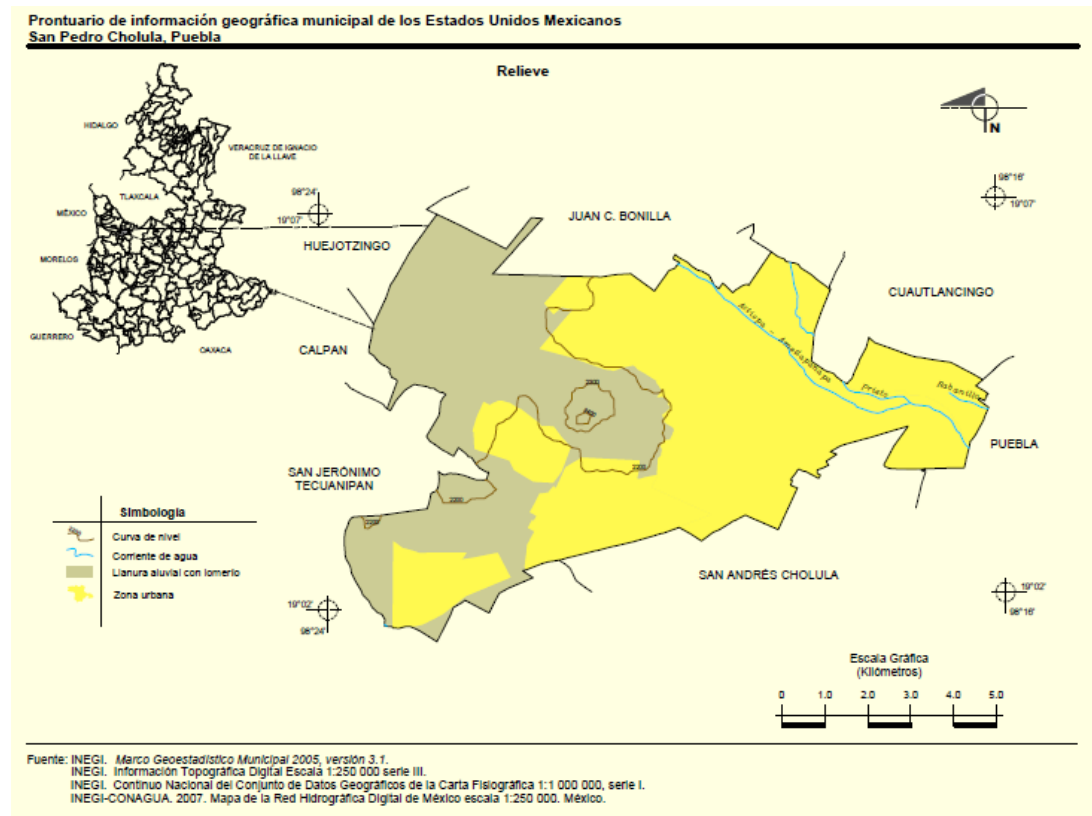 Prontuario de información geográfica municipal de los Estados Unidos Mexicanos
San Pedro Cholula, Puebla
Relieve
N
HIDALGO
VERACRUZ DE IGNACIO
DE LA LLAVE
TLAXCALA
MÉXICO
MORELOS
GUERRERO
OAXACA
98°24'
19°07'
98°16'
19°07'
JUAN C. BONILLA
HUEJOTZINGO
CUAUTLANCINGO
CALPAN
PUEBLA
SAN JERÓNIMO
TECUANIPAN
SAN ANDRÉS CHOLULA
Prieto
Rabanillo
2300
2400
2200
2200
2200
Simbología
Curva de nivel
Corriente de agua
Llanura aluvial con lomerío
Zona urbana
19°02'
98°24'
19°02'
98°16'
Escala Gráfica
(Kilómetros)
0 1.0 2.0 3.0 4.0 5.0
Fuente: INEGI. Marco Geoestadístico Municipal 2005, versión 3.1.
INEGI. Información Topográfica Digital Escala 1:250 000 serie III.
INEGI. Continuo Nacional del Conjunto de Datos Geográficos de la Carta Fisiográfica 1:1 000 000, serie I.
INEGI-CONAGUA. 2007. Mapa de la Red Hidrográfica Digital de México escala 1:250 000. México.